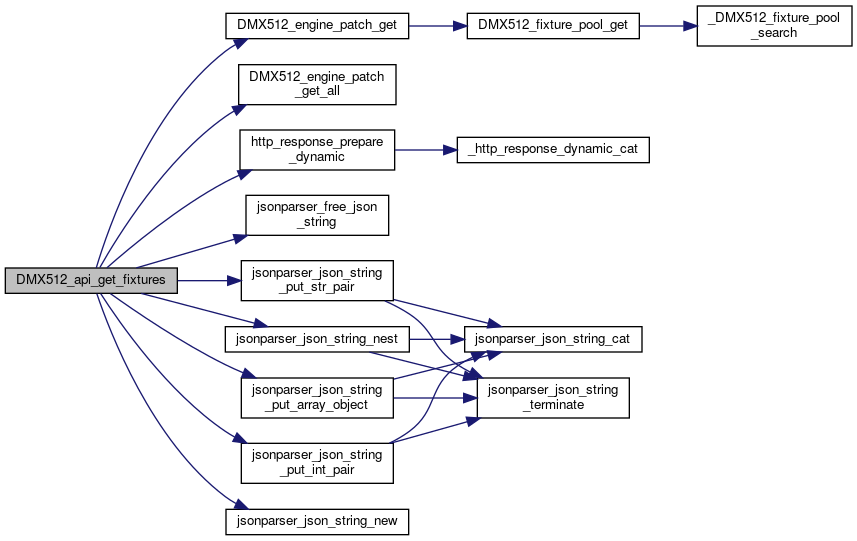 DMX512_engine_patch_get
DMX512_fixture_pool_get
_DMX512_fixture_pool
_search
DMX512_engine_patch
_get_all
http_response_prepare
_dynamic
_http_response_dynamic_cat
jsonparser_free_json
_string
DMX512_api_get_fixtures
jsonparser_json_string
_put_str_pair
jsonparser_json_string_nest
jsonparser_json_string_cat
jsonparser_json_string
_put_array_object
jsonparser_json_string
_terminate
jsonparser_json_string
_put_int_pair
jsonparser_json_string_new